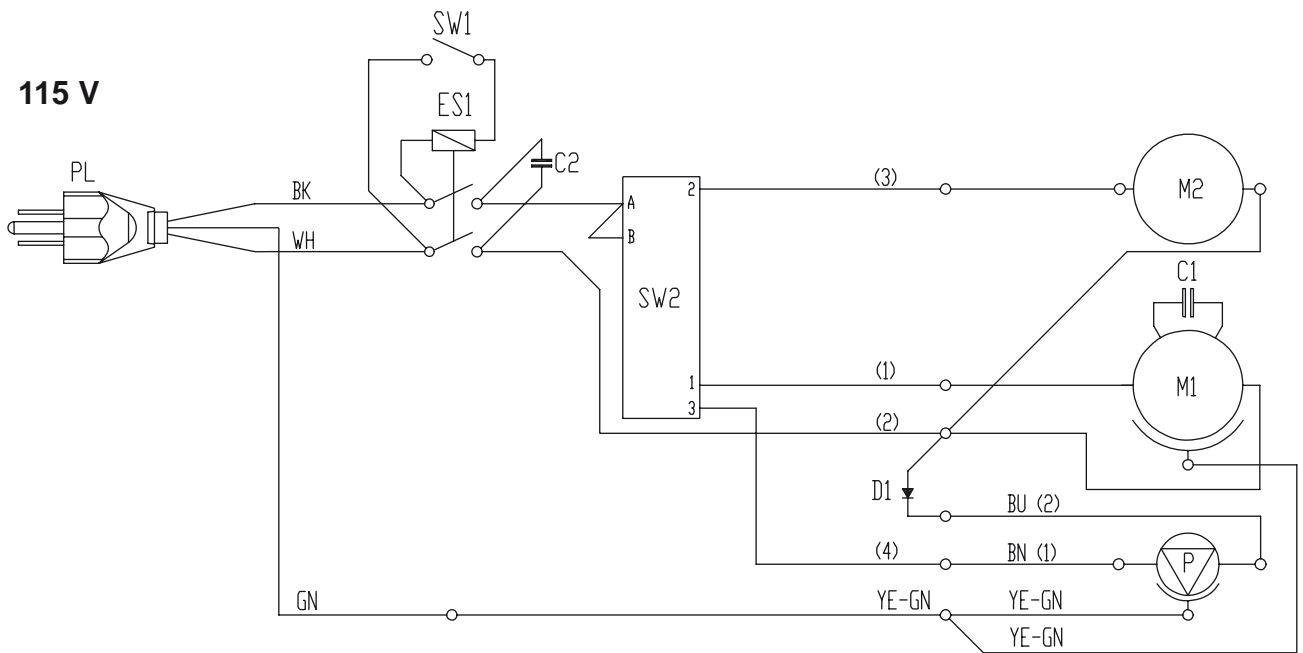 SW1
115 V
ES1
PL
C2
BK
(3)
M2
2
A
WH
B
C1
SW2
(1)
1
M1
3
(2)
D1
BU (2)
(4)
BN (1)
P
GN
YE-GN
YE-GN
YE-GN